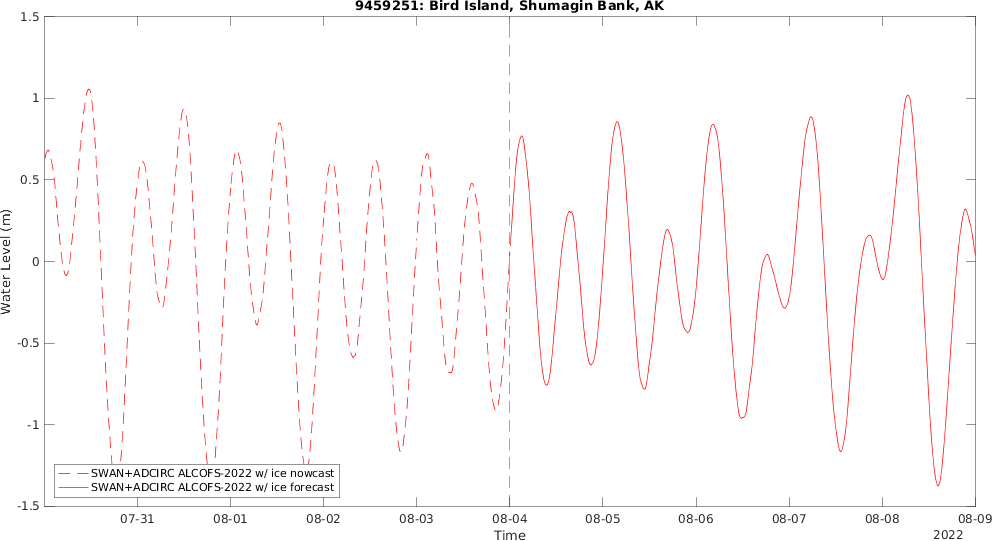 9459251: Bird Island, Shumagin Bank, AK
1.5
1
0.5
0
-0.5
-1
-1.5
Water Level (m)
SWAN+ADCIRC ALCOFS-2022 w/ ice nowcast
SWAN+ADCIRC ALCOFS-2022 w/ ice forecast
07-31 08-01 08-02 08-03 08-04 08-05 08-06 08-07 08-08 08-09
Time
2022